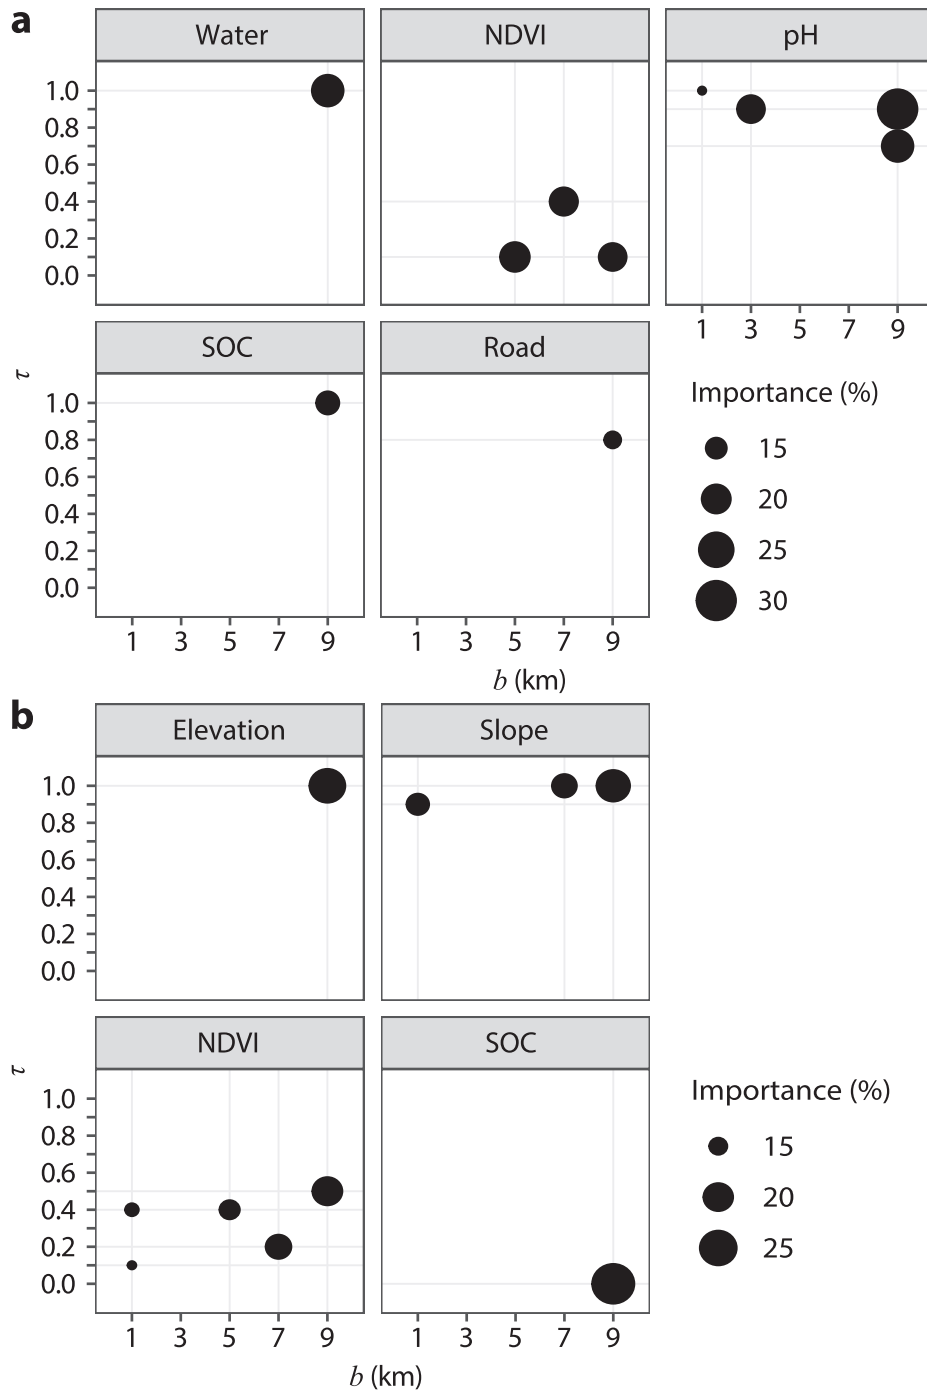 a
Water NDVI pH
1.0
0.8
0.6
0.4
0.2
0.0
1 3 5 7 9
SOC Road
τ
1.0
0.8
0.6
0.4
0.2
0.0
1 3 5 7 9 1 3 5 7 9
b (km)
Importance (%)
15
20
25
30
b
Elevation Slope
1.0
0.8
0.6
0.4
0.2
0.0
NDVI SOC
τ
1.0
0.8
0.6
0.4
0.2
0.0
1 3 5 7 9 1 3 5 7 9
b (km)
Importance (%)
15
20
25